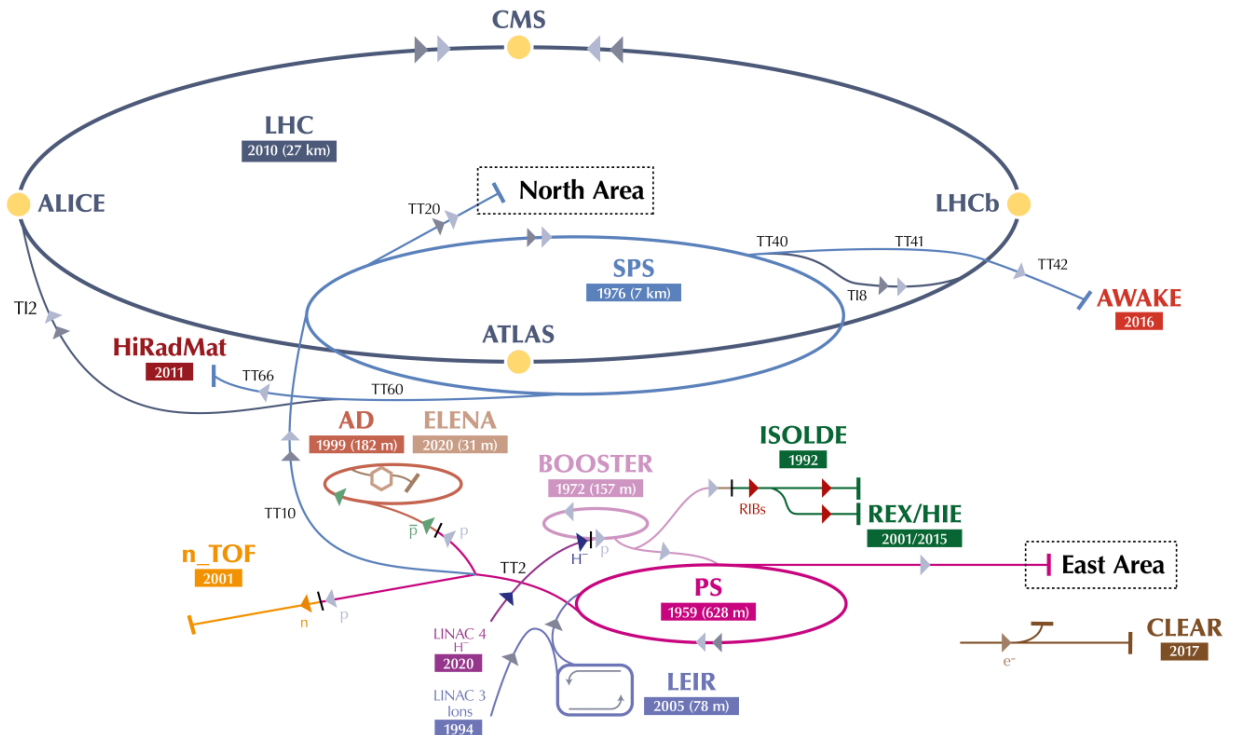 CMS
LHC
2010 (27 km)
North Area
ALICE
LHCb
TT20
TT40
TT41
TT42
SPS
1976 (7 km)
TI8
AWAKE
2016
TI2
ATLAS
HiRadMat
2011
TT66
TT60
AD
1999 (182 m)
ELENA
2020 (31 m)
ISOLDE
1992
BOOSTER
1972 (157 m)
RIBs
REX/HIE
2001/2015
TT10
p̅
p
H⁻
p
n_TOF
2001
TT2
East Area
PS
1959 (628 m)
n
p
LINAC 4
H⁻
2020
CLEAR
2017
e⁻
LEIR
2005 (78 m)
LINAC 3
Ions
1994